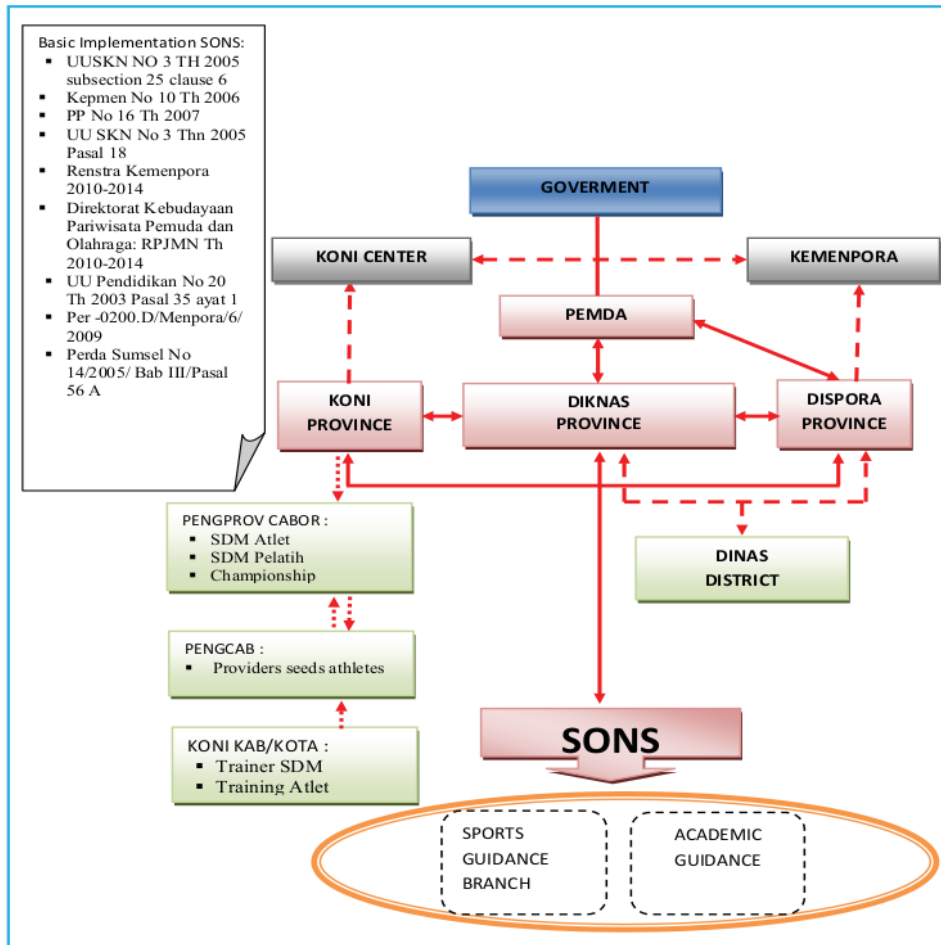 Basic Implementation SONS:
▪ UUSKN NO 3 TH 2005
subsection 25 clause 6
▪ Kepmen No 10 Th 2006
▪ PP No 16 Th 2007
▪ UU SKN No 3 Thn 2005
Pasal 18
▪ Renstra Kemenpora
2010-2014
▪ Direktorat Kebudayaan
Pariwisata Pemuda dan
Olahraga: RPJMN Th
2010-2014
▪ UU Pendidikan No 20
Th 2003 Pasal 35 ayat 1
▪ Per -0200.D/Menpora/6/
2009
▪ Perda Sumsel No
14/2005/ Bab III/Pasal
56 A
GOVERMENT
KONI CENTER
KEMENPORA
PEMDA
KONI
PROVINCE
DIKNAS
PROVINCE
DISPORA
PROVINCE
PENGPROV CABOR :
▪ SDM Atlet
▪ SDM Pelatih
▪ Championship
DINAS
DISTRICT
PENGCAB :
▪ Providers seeds athletes
KONI KAB/KOTA :
▪ Trainer SDM
▪ Training Atlet
SONS
SPORTS
GUIDANCE
BRANCH
ACADEMIC
GUIDANCE